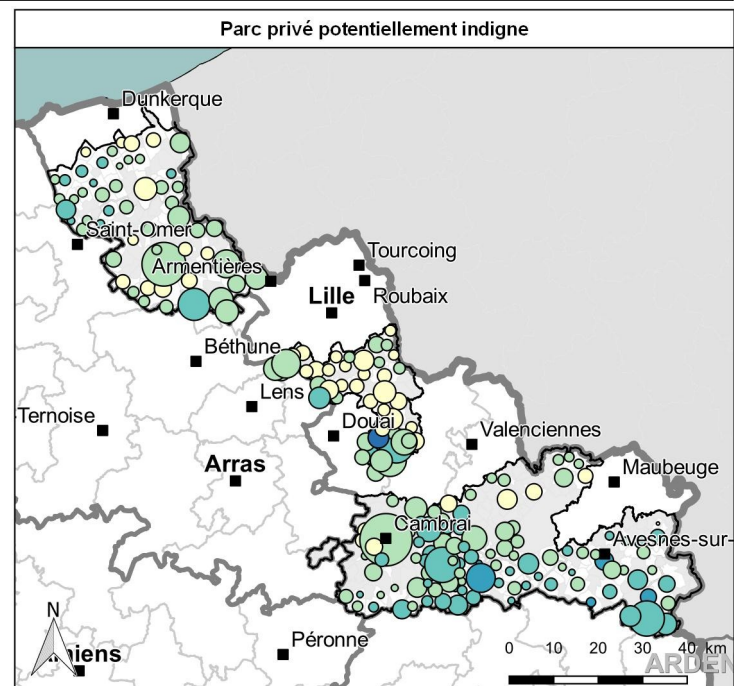 Parc privé potentiellement indigne
Dunkerque
Saint-Omer
Armentières
Tourcoing
Lille
Roubaix
Béthune
Lens
Ternoise
Douai
Valenciennes
Arras
Maubeuge
Cambrai
Avesnes-sur-
N
Péronne
0 10 20 30 40 km
ARDEN